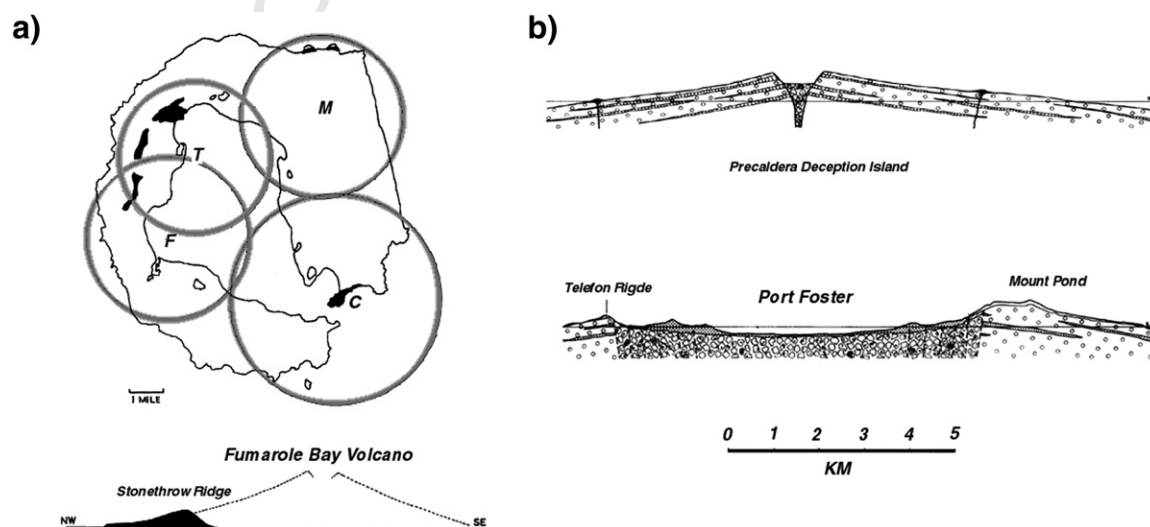 a)
M
T
F
C
1 MILE
Fumarole Bay Volcano
Stonethrow Ridge
NW
SE
b)
Precaldera Deception Island
Telefon Rigde
Port Foster
Mount Pond
0 1 2 3 4 5
KM